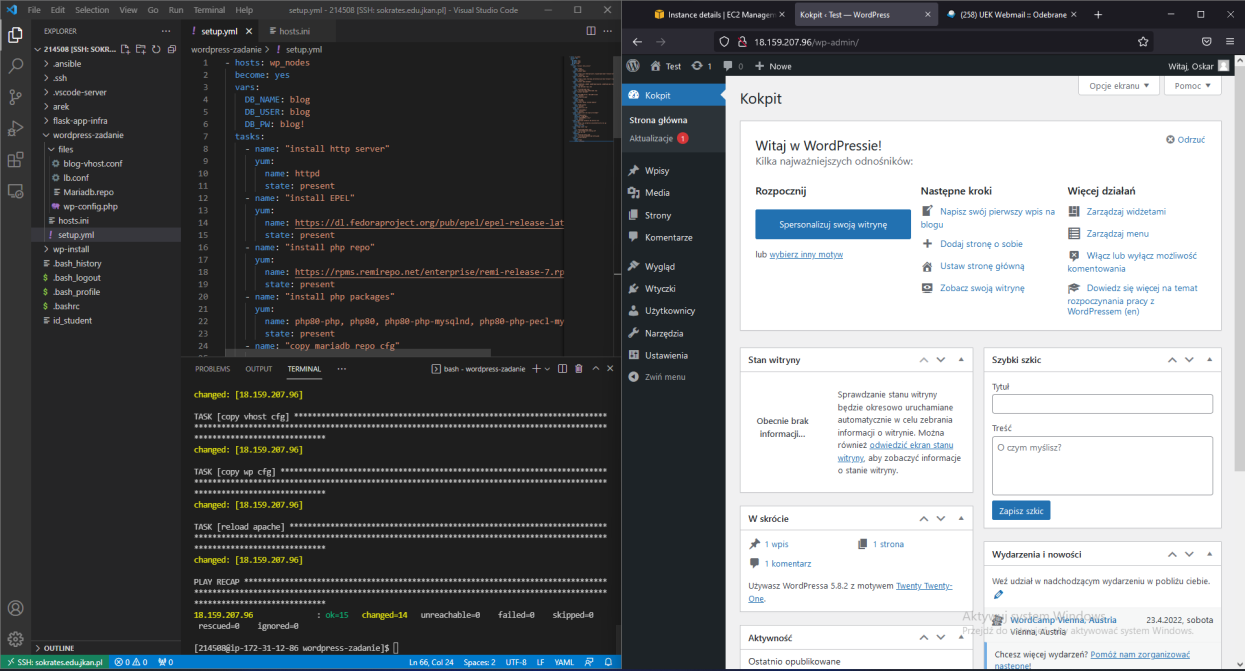 File Edit Selection View Go Run Terminal Help
setup.yml - 214508 [SSH: sokrates.edu.jkan.pl] - Visual Studio Code
EXPLORER
214508 [SSH: SOKR...
.ansible
.ssh
.vscode-server
arek
flask-app-infra
wordpress-zadanie
files
blog-vhost.conf
lb.conf
Mariadb.repo
wp-config.php
hosts.ini
setup.yml
wp-install
.bash_history
.bash_logout
.bash_profile
.bashrc
id_student
OUTLINE
setup.yml
hosts.ini
wordpress-zadanie > ! setup.yml
1 - hosts: wp_nodes
2 become: yes
3 vars:
4 DB_NAME: blog
5 DB_USER: blog
6 DB_PW: blog!
7 tasks:
8 - name: "install http server"
9 yum:
10 name: httpd
11 state: present
12 - name: "install EPEL"
13 yum:
14 name: https://dl.fedoraproject.org/pub/epel/epel-release-lat
15 state: present
16 - name: "install php repo"
17 yum:
18 name: https://rpms.remirepo.net/enterprise/remi-release-7.rp
19 state: present
20 - name: "install php packages"
21 yum:
22 name: php80-php, php80, php80-php-mysqlnd, php80-php-pecl-my
23 state: present
24 - name: "copy mariadb repo cfg"
PROBLEMS OUTPUT TERMINAL ...
bash - wordpress-zadanie
changed: [18.159.207.96]
TASK [copy vhost cfg] ****************************************************************
***********************************************************************************
**************************
changed: [18.159.207.96]
TASK [copy wp cfg] *******************************************************************
***********************************************************************************
**************************
changed: [18.159.207.96]
TASK [reload apache] *****************************************************************
***********************************************************************************
**************************
changed: [18.159.207.96]
PLAY RECAP ***************************************************************************
***********************************************************************************
**************************
18.159.207.96 : ok=15 changed=14 unreachable=0 failed=0 skipped=0
rescued=0 ignored=0
[214508@ip-172-31-12-86 wordpress-zadanie]$
SSH: sokrates.edu.jkan.pl 0 0 0 Ln 66, Col 24 Spaces: 2 UTF-8 LF YAML
Instance details | EC2 Managem
Kokpit ‹ Test — WordPress
(258) UEK Webmail :: Odebrane
18.159.207.96/wp-admin/
Test 1 0 Nowe
Witaj, Oskar
Kokpit
Strona główna
Aktualizacje 1
Wpisy
Media
Strony
Komentarze
Wygląd
Wtyczki
Użytkownicy
Narzędzia
Ustawienia
Zwiń menu
Opcje ekranu
Pomoc
Kokpit
Odrzuć
Witaj w WordPressie!
Kilka najważniejszych odnośników:
Rozpocznij
Spersonalizuj swoją witrynę
lub wybierz inny motyw
Następne kroki
Napisz swój pierwszy wpis na
blogu
Dodaj stronę o sobie
Ustaw stronę główną
Zobacz swoją witrynę
Więcej działań
Zarządzaj widżetami
Zarządzaj menu
Włącz lub wyłącz możliwość
komentowania
Dowiedz się więcej na temat
rozpoczynania pracy z
WordPressem (en)
Stan witryny
Obecnie brak
informacji...
Sprawdzanie stanu witryny
będzie okresowo uruchamiane
automatycznie w celu zebrania
informacji o witrynie. Można
również odwiedzić ekran stanu
witryny, aby zobaczyć informacje
o stanie witryny.
W skrócie
1 wpis
1 strona
1 komentarz
Używasz WordPressa 5.8.2 z motywem Twenty Twenty-
One.
Aktywność
Ostatnio opublikowane
Szybki szkic
Tytuł
Treść
O czym myślisz?
Zapisz szkic
Wydarzenia i nowości
Weź udział w nadchodzącym wydarzeniu w pobliżu ciebie.
WordCamp Vienna, Austria
23.4.2022, sobota
Vienna, Austria
Chcesz więcej wydarzeń? Pomóż nam zorganizować
następne!
Aktywuj system Windows